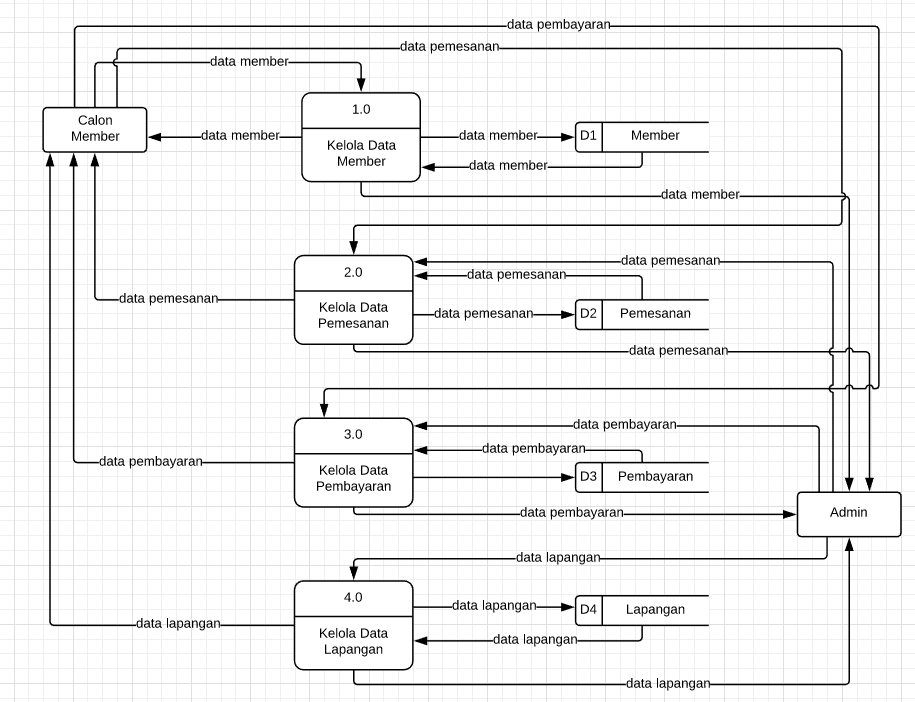 data pembayaran
data pemesanan
data member
Calon
Member
1.0
Kelola Data
Member
data member
data member
D1 Member
data member
data member
2.0
Kelola Data
Pemesanan
data pemesanan
data pemesanan
data pemesanan
data pemesanan
D2 Pemesanan
data pemesanan
3.0
Kelola Data
Pembayaran
data pembayaran
data pembayaran
data pembayaran
D3 Pembayaran
data pembayaran
Admin
data lapangan
4.0
Kelola Data
Lapangan
data lapangan
data lapangan
D4 Lapangan
data lapangan
data lapangan